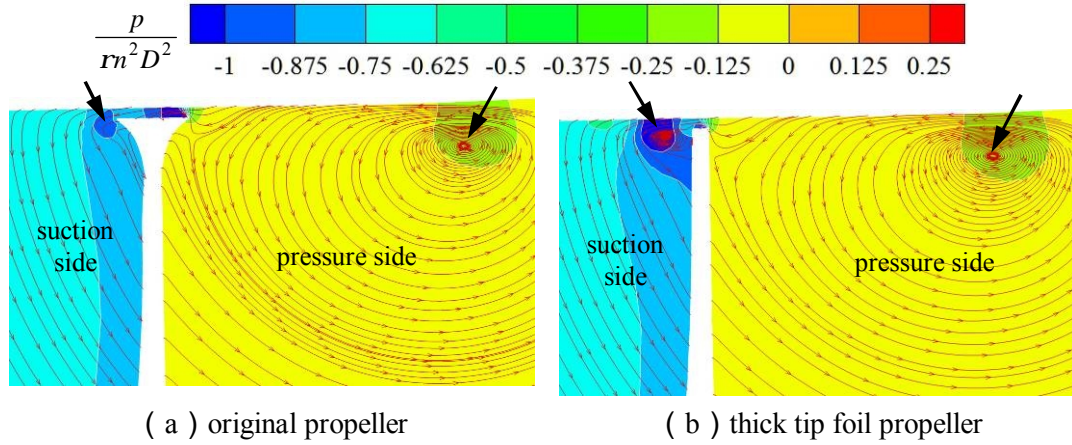 p
rn²D²
-1 -0.875 -0.75 -0.625 -0.5 -0.375 -0.25 -0.125 0 0.125 0.25
suction
side
pressure side
suction
side
pressure side
( a ) original propeller
( b ) thick tip foil propeller